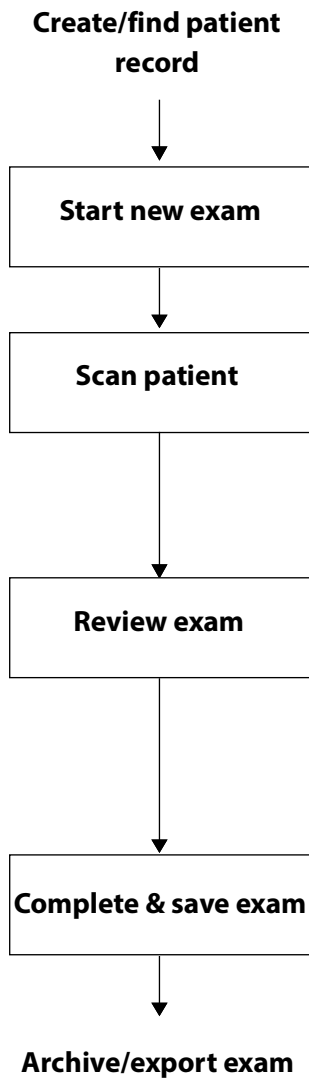 Create/find patient
record
Start new exam
Scan patient
Review exam
Complete & save exam
Archive/export exam